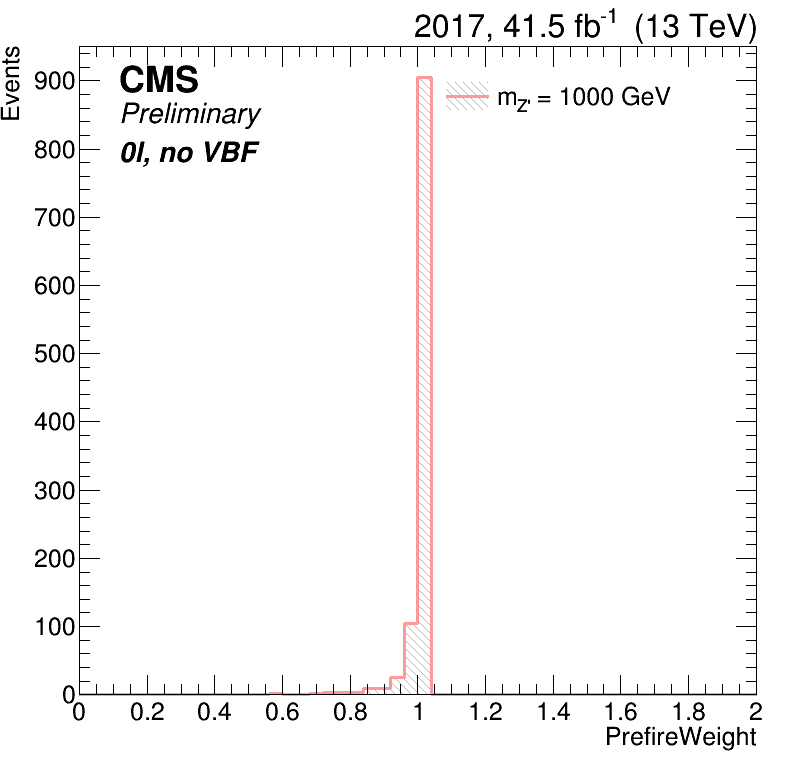 2017, 41.5 fb-1 (13 TeV)
Events
CMS
Preliminary
0l, no VBF
mZ' = 1000 GeV
900
800
700
600
500
400
300
200
100
0
0 0.2 0.4 0.6 0.8 1 1.2 1.4 1.6 1.8 2
PrefireWeight